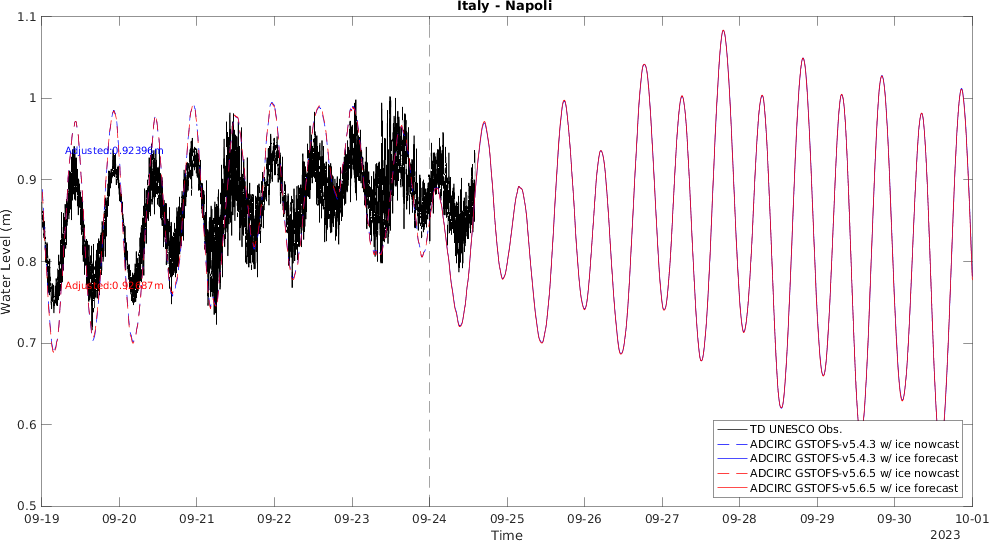 Italy - Napoli
Water Level (m)
1.1
1
0.9
0.8
0.7
0.6
0.5
Adjusted:0.92396m
TD UNESCO Obs.
ADCIRC GSTOFS-v5.4.3 w/ ice nowcast
ADCIRC GSTOFS-v5.4.3 w/ ice forecast
ADCIRC GSTOFS-v5.6.5 w/ ice nowcast
ADCIRC GSTOFS-v5.6.5 w/ ice forecast
09-19 09-20 09-21 09-22 09-23 09-24 09-25 09-26 09-27 09-28 09-29 09-30 10-01
Time
2023